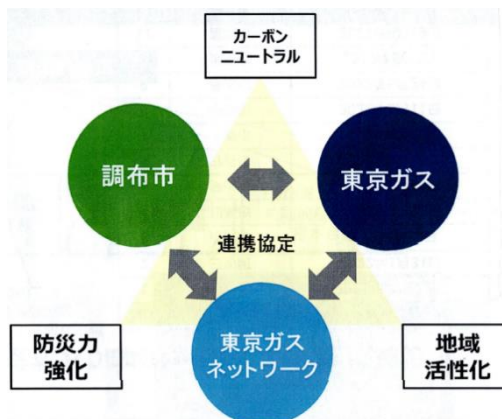 カーボン
ニュートラル
調布市
東京ガス
連携協定
東京ガス
ネットワーク
防災力
強化
地域
活性化